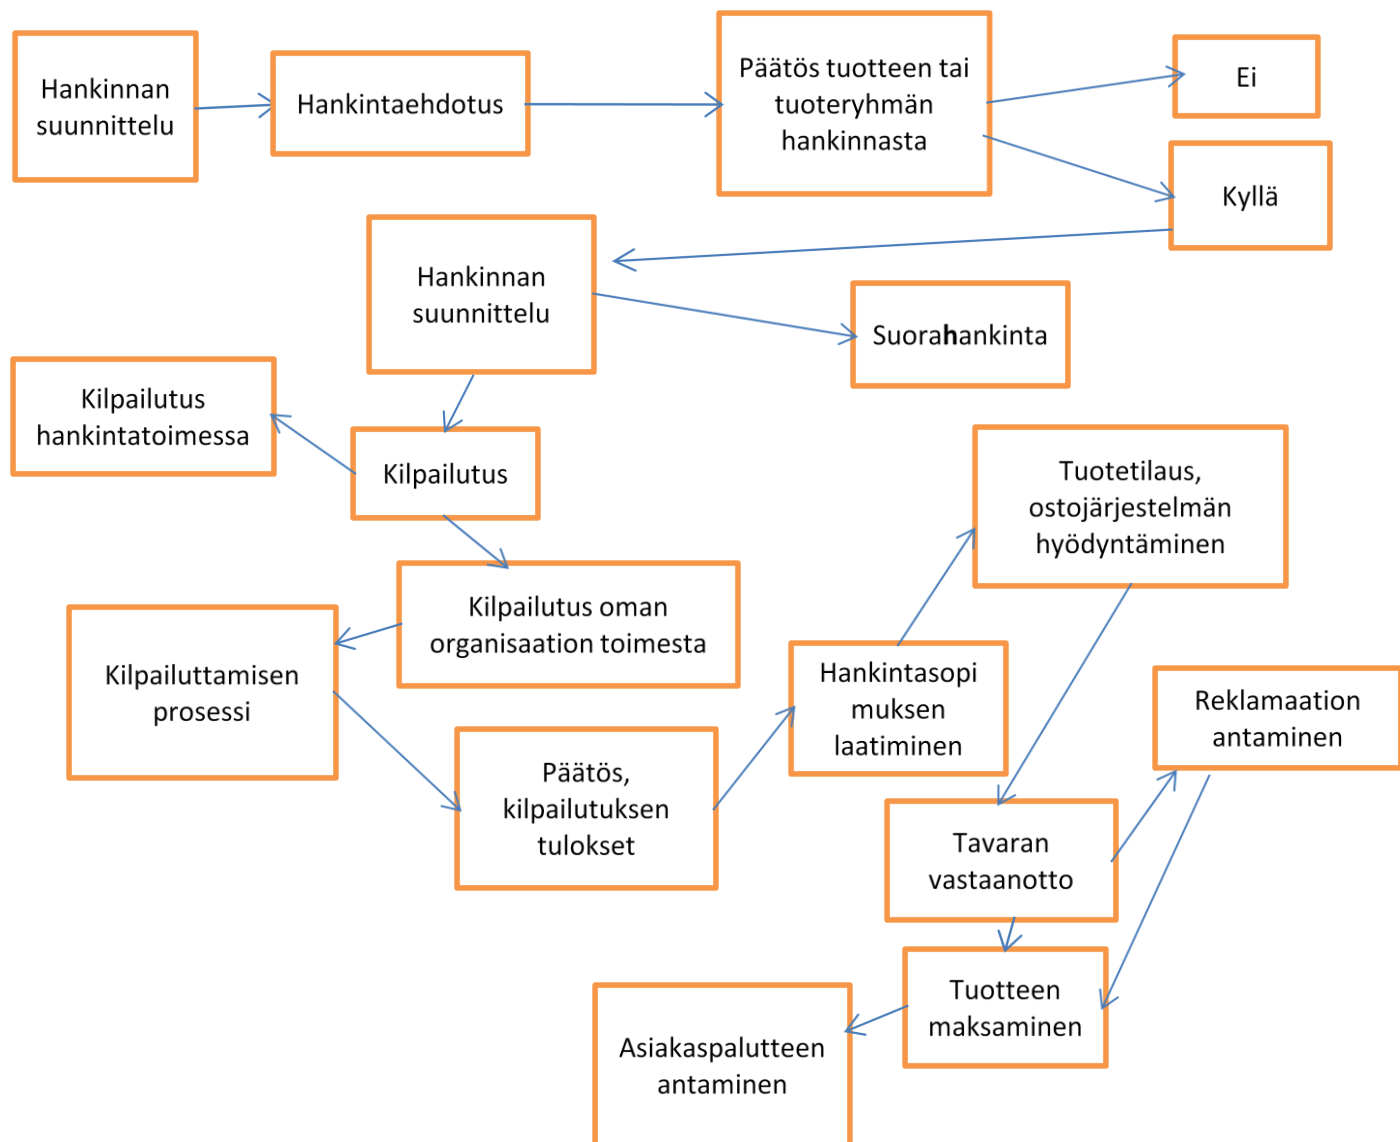 Hankinnan
suunnittelu
Hankintaehdotus
Päätös tuotteen tai
tuoteryhmän
hankinnasta
Ei
Kyllä
Hankinnan
suunnittelu
Suorahankinta
Kilpailutus
hankintatoimessa
Kilpailutus
Tuotetilaus,
ostojärjestelmän
hyödyntäminen
Kilpailutus oman
organisaation toimesta
Kilpailuttamisen
prosessi
Hankintasopi
muksen
laatiminen
Reklamaation
antaminen
Päätös,
kilpailutuksen
tulokset
Tavaran
vastaanotto
Tuotteen
maksaminen
Asiakaspalutteen
antaminen